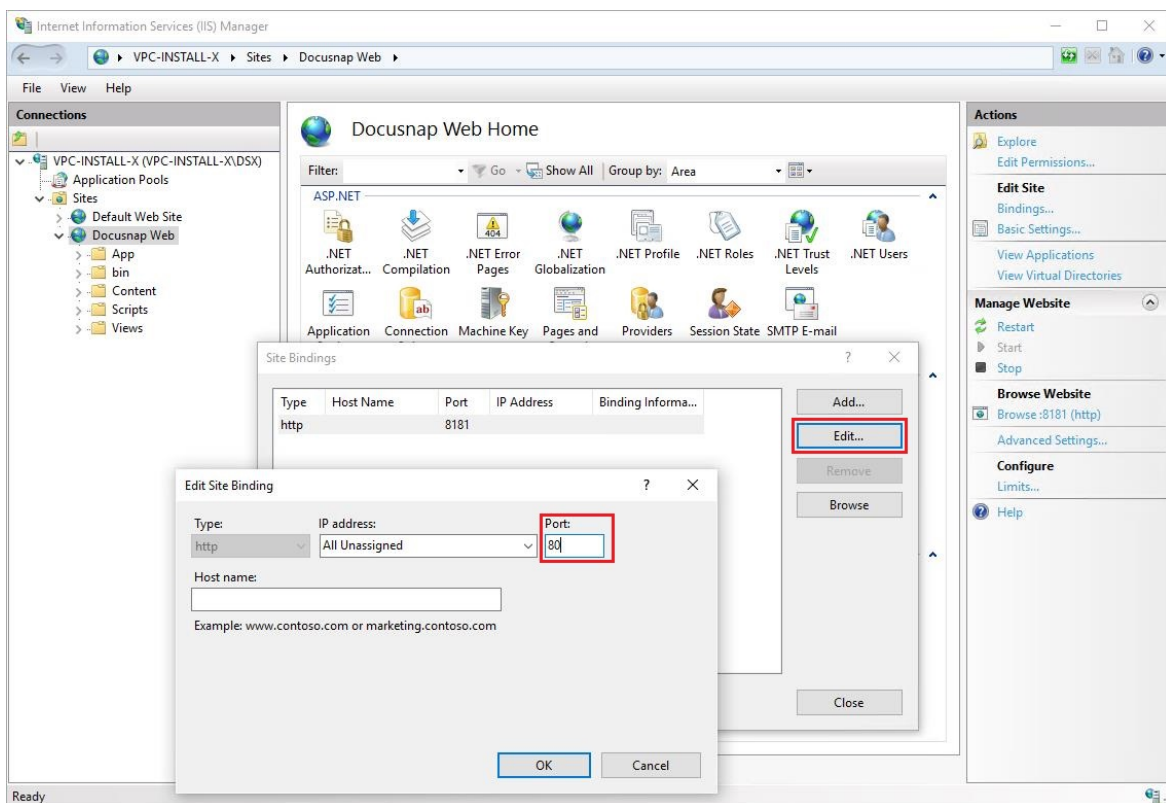 Internet Information Services (IIS) Manager
VPC-INSTALL-X Sites Docusnap Web
File View Help
Connections
VPC-INSTALL-X (VPC-INSTALL-X\DSX)
Application Pools
Sites
Default Web Site
Docusnap Web
App
bin
Content
Scripts
Views
Docusnap Web Home
Filter: Go Show All Group by: Area
ASP.NET
.NET Authorizat...
.NET Compilation
404
.NET Error Pages
.NET Globalization
.NET Profile
.NET Roles
.NET Trust Levels
.NET Users
ab
Application
Connection
Machine Key
Pages and
Providers
Session State
SMTP E-mail
Site Bindings
?
Type Host Name Port IP Address Binding Informa...
http 8181
Add...
Edit...
Remove
Browse
Close
Edit Site Binding
?
Type: IP address: Port:
http All Unassigned 80
Host name:
Example: www.contoso.com or marketing.contoso.com
OK Cancel
Actions
Explore
Edit Permissions...
Edit Site
Bindings...
Basic Settings...
View Applications
View Virtual Directories
Manage Website
Restart
Start
Stop
Browse Website
Browse :8181 (http)
Advanced Settings...
Configure
Limits...
Help
Ready